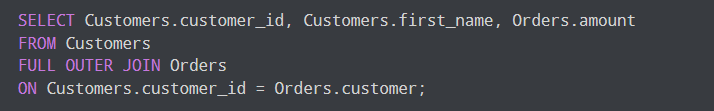 SELECT Customers.customer_id, Customers.first_name, Orders.amount
FROM Customers
FULL OUTER JOIN Orders
ON Customers.customer_id = Orders.customer;